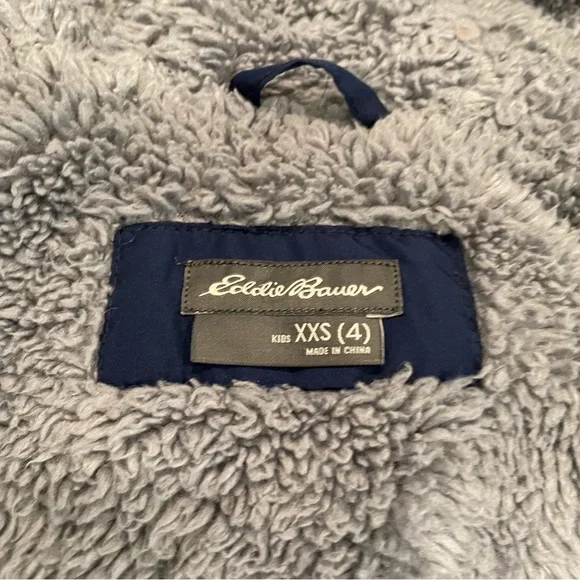 Eddie Bauer
KIDS XXS (4)
MADE IN CHINA